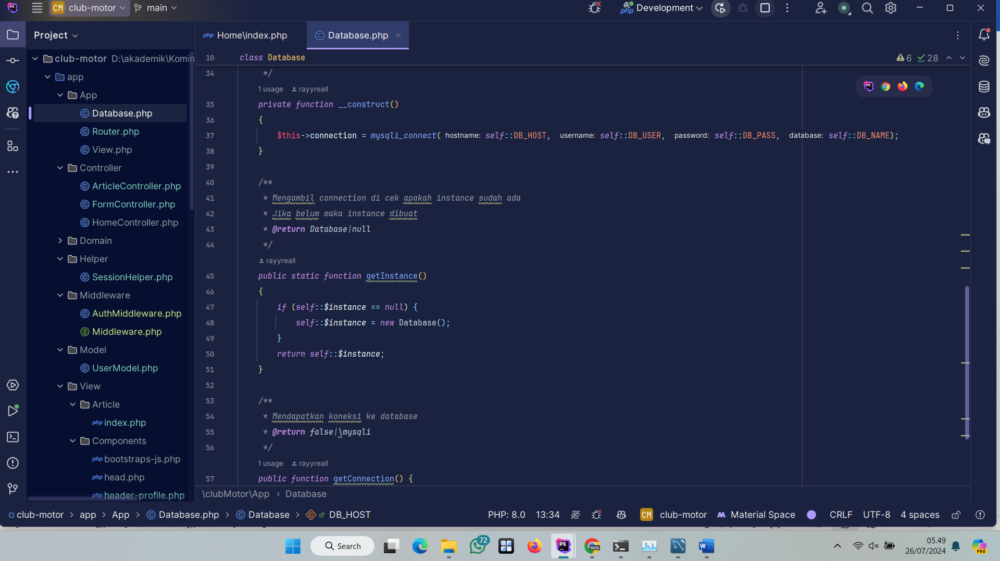 CM club-motor main
php Development
Project
php Home\index.php
Database.php
club-motor D:\akademik\Komin
app
App
Database.php
Router.php
View.php
Controller
ArticleController.php
FormController.php
HomeController.php
Domain
Helper
SessionHelper.php
Middleware
AuthMiddleware.php
Middleware.php
Model
UserModel.php
View
Article
php index.php
Components
php bootstraps-js.php
php head.php
php header-profile.php
10 class Database
6 28
34 */
1 usage rayyreall
35 private function __construct()
36 {
37 $this->connection = mysqli_connect( hostname: self::DB_HOST, username: self::DB_USER, password: self::DB_PASS, database: self::DB_NAME);
38 }
39
40 /**
41 * Mengambil connection di cek apakah instance sudah ada
42 * Jika belum maka instance dibuat
43 * @return Database|null
44 */
rayyreall
45 public static function getInstance()
46 {
47 if (self::$instance == null) {
48 self::$instance = new Database();
49 }
50 return self::$instance;
51 }
52
53 /**
54 * Mendapatkan koneksi ke database
55 * @return false|\mysqli
56 */
1 usage rayyreall
57 public function getConnection() {
\clubMotor\App › Database
club-motor > app > App > Database.php > Database > DB_HOST
PHP: 8.0 13:34 CM club-motor Material Space CRLF UTF-8 4 spaces
Search
72
PS
Beta
W
05.49
26/07/2024
PRE